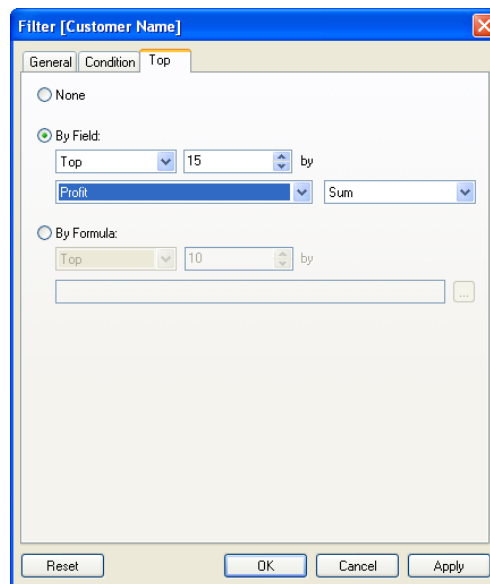 Filter [Customer Name]
General Condition Top
None
By Field:
Top 15 by
Profit Sum
By Formula:
Top 10 by
...
Reset OK Cancel Apply